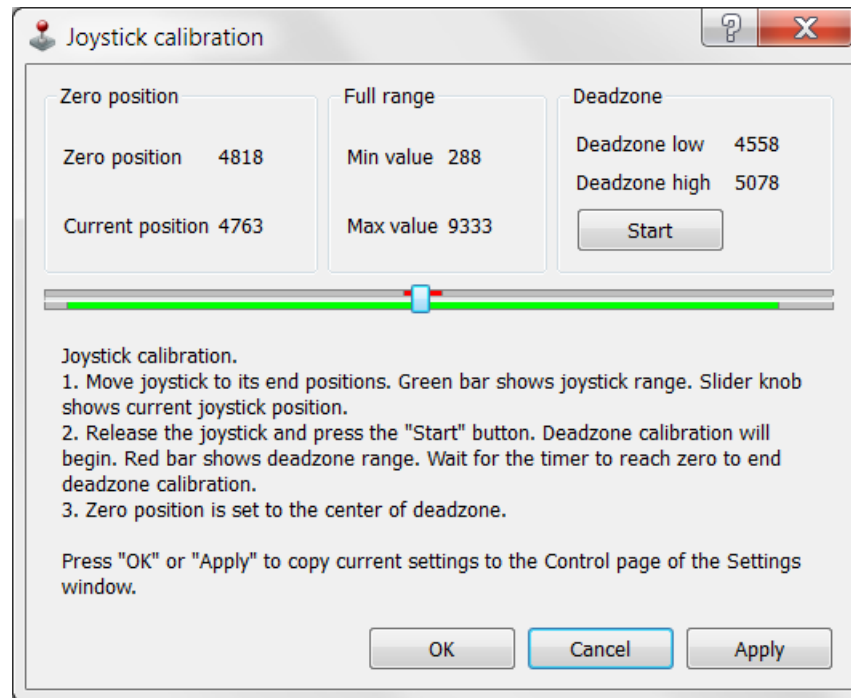 Joystick calibration
Zero position
Zero position 4818
Current position 4763
Full range
Min value 288
Max value 9333
Deadzone
Deadzone low 4558
Deadzone high 5078
Start
Joystick calibration.
1. Move joystick to its end positions. Green bar shows joystick range. Slider knob
shows current joystick position.
2. Release the joystick and press the "Start" button. Deadzone calibration will
begin. Red bar shows deadzone range. Wait for the timer to reach zero to end
deadzone calibration.
3. Zero position is set to the center of deadzone.
Press "OK" or "Apply" to copy current settings to the Control page of the Settings
window.
OK Cancel Apply